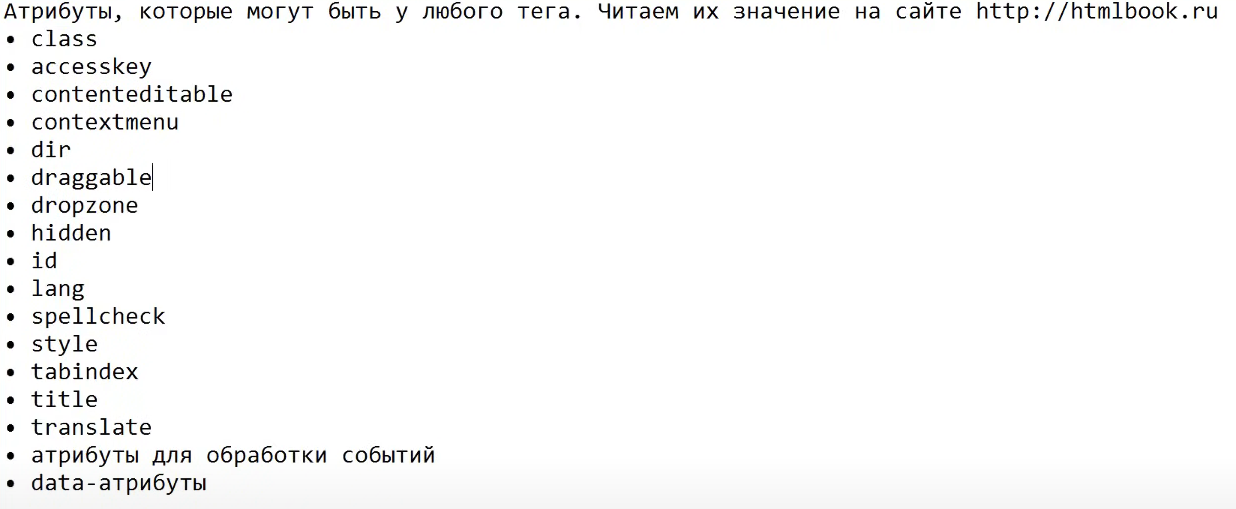 Атрибуты, которые могут быть у любого тега. Читаем их значение на сайте http://htmlbook.ru
• class
• accesskey
• contenteditable
• contextmenu
• dir
• draggable
• dropzone
• hidden
• id
• lang
• spellcheck
• style
• tabindex
• title
• translate
• атрибуты для обработки событий
• data-атрибуты